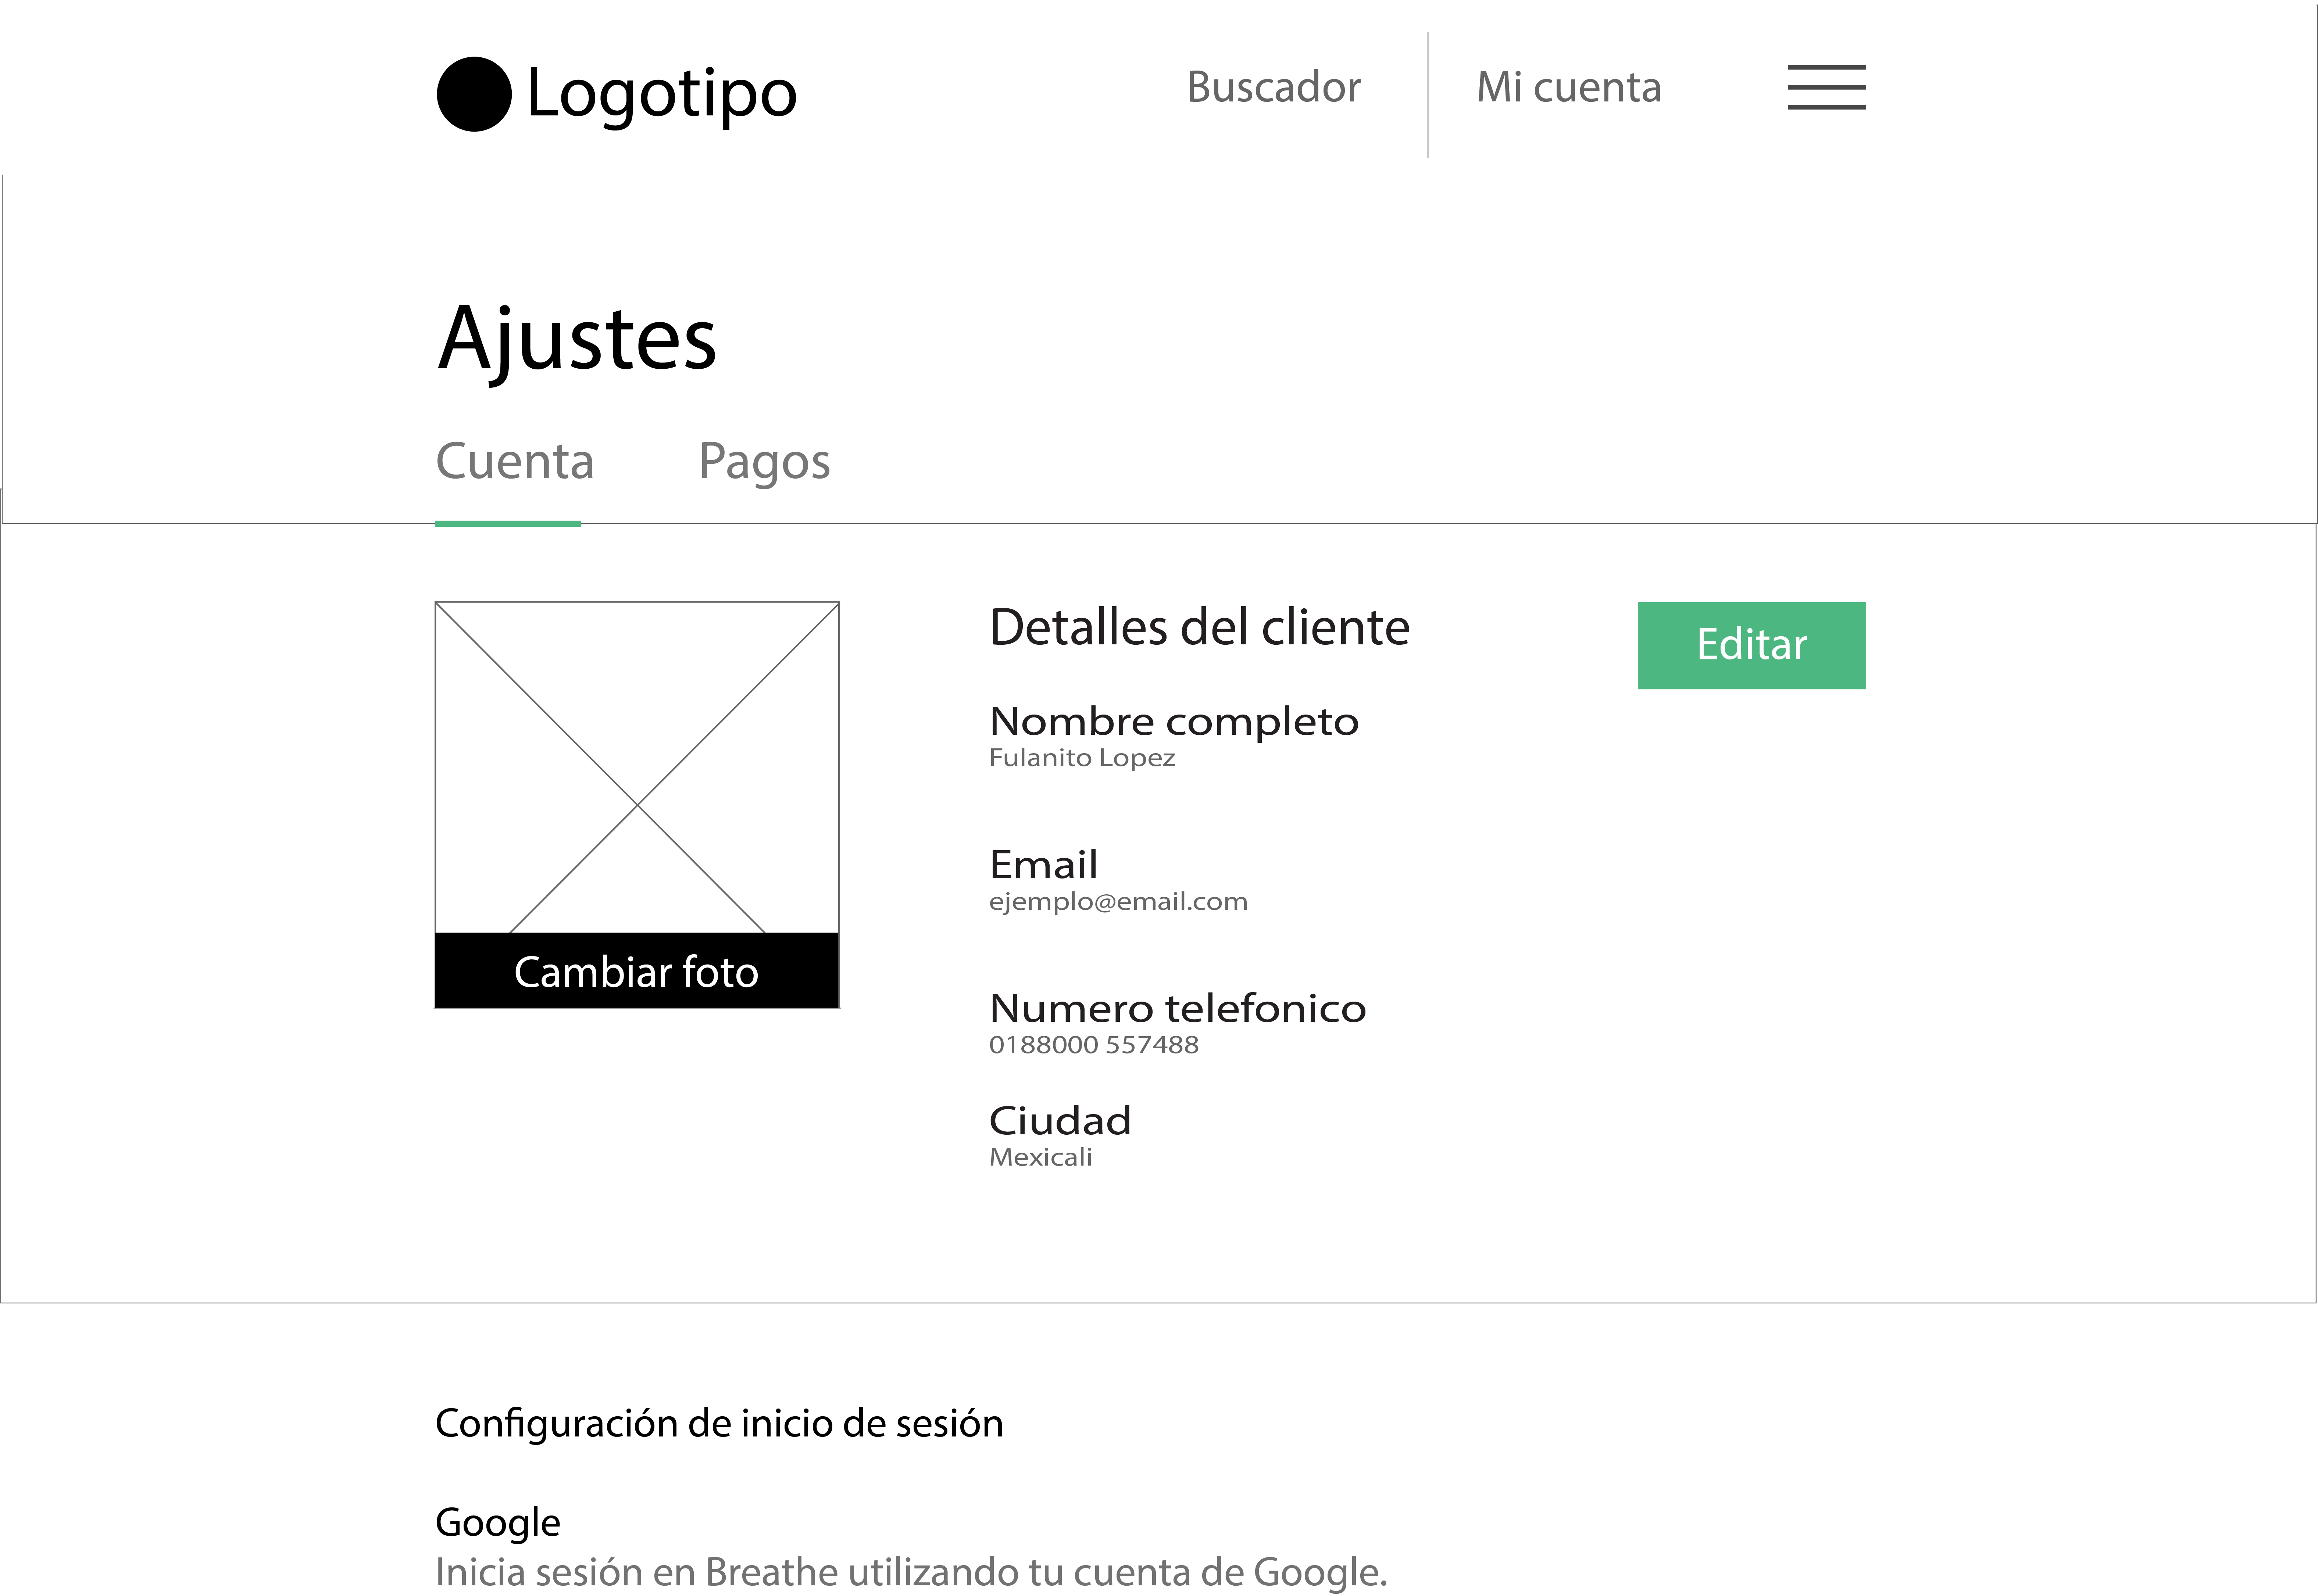 Logotipo
Buscador
Mi cuenta
Ajustes
Cuenta
Pagos
Cambiar foto
Detalles del cliente
Editar
Nombre completo
Fulanito Lopez
Email
ejemplo@email.com
Numero telefonico
0188000 557488
Ciudad
Mexicali
Configuración de inicio de sesión
Google
Inicia sesión en Breathe utilizando tu cuenta de Google.